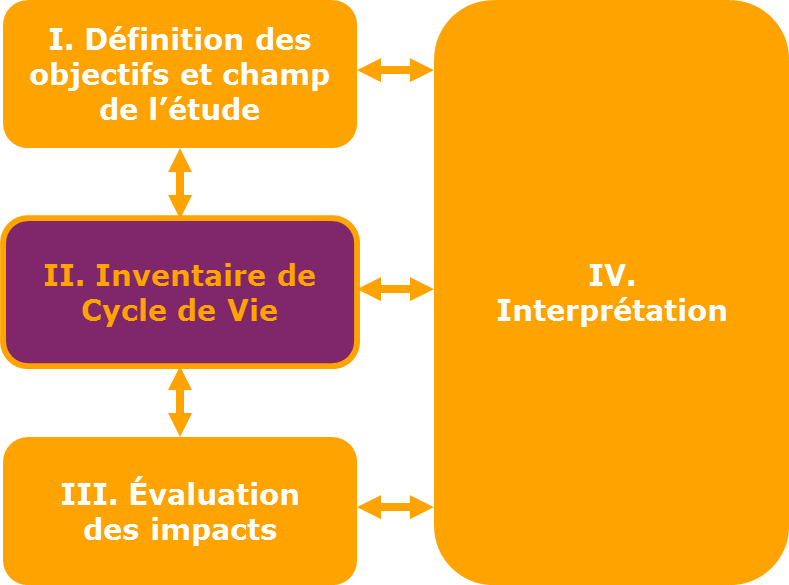 I. Définition des
objectifs et champ
de l’étude
II. Inventaire de
Cycle de Vie
III. Évaluation
des impacts
IV.
Interprétation